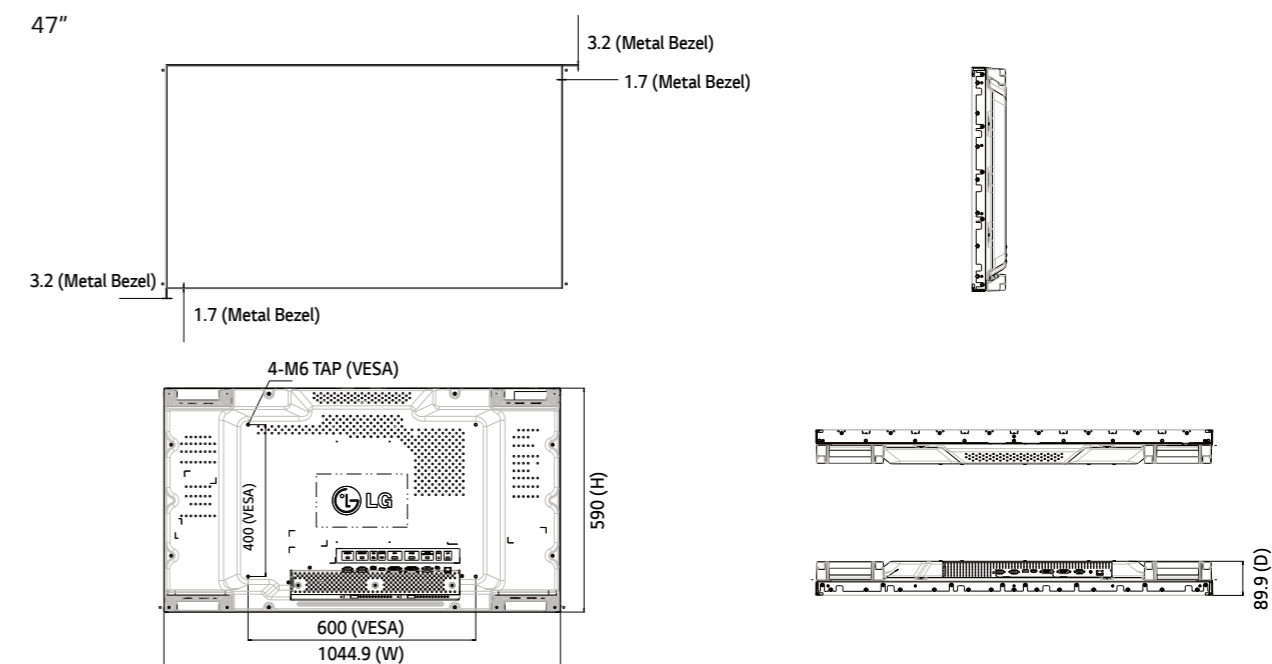 47"
3.2 (Metal Bezel)
1.7 (Metal Bezel)
3.2 (Metal Bezel)
1.7 (Metal Bezel)
4-M6 TAP (VESA)
400 (VESA)
LG
590 (H)
600 (VESA)
1044.9 (W)
89.9 (D)